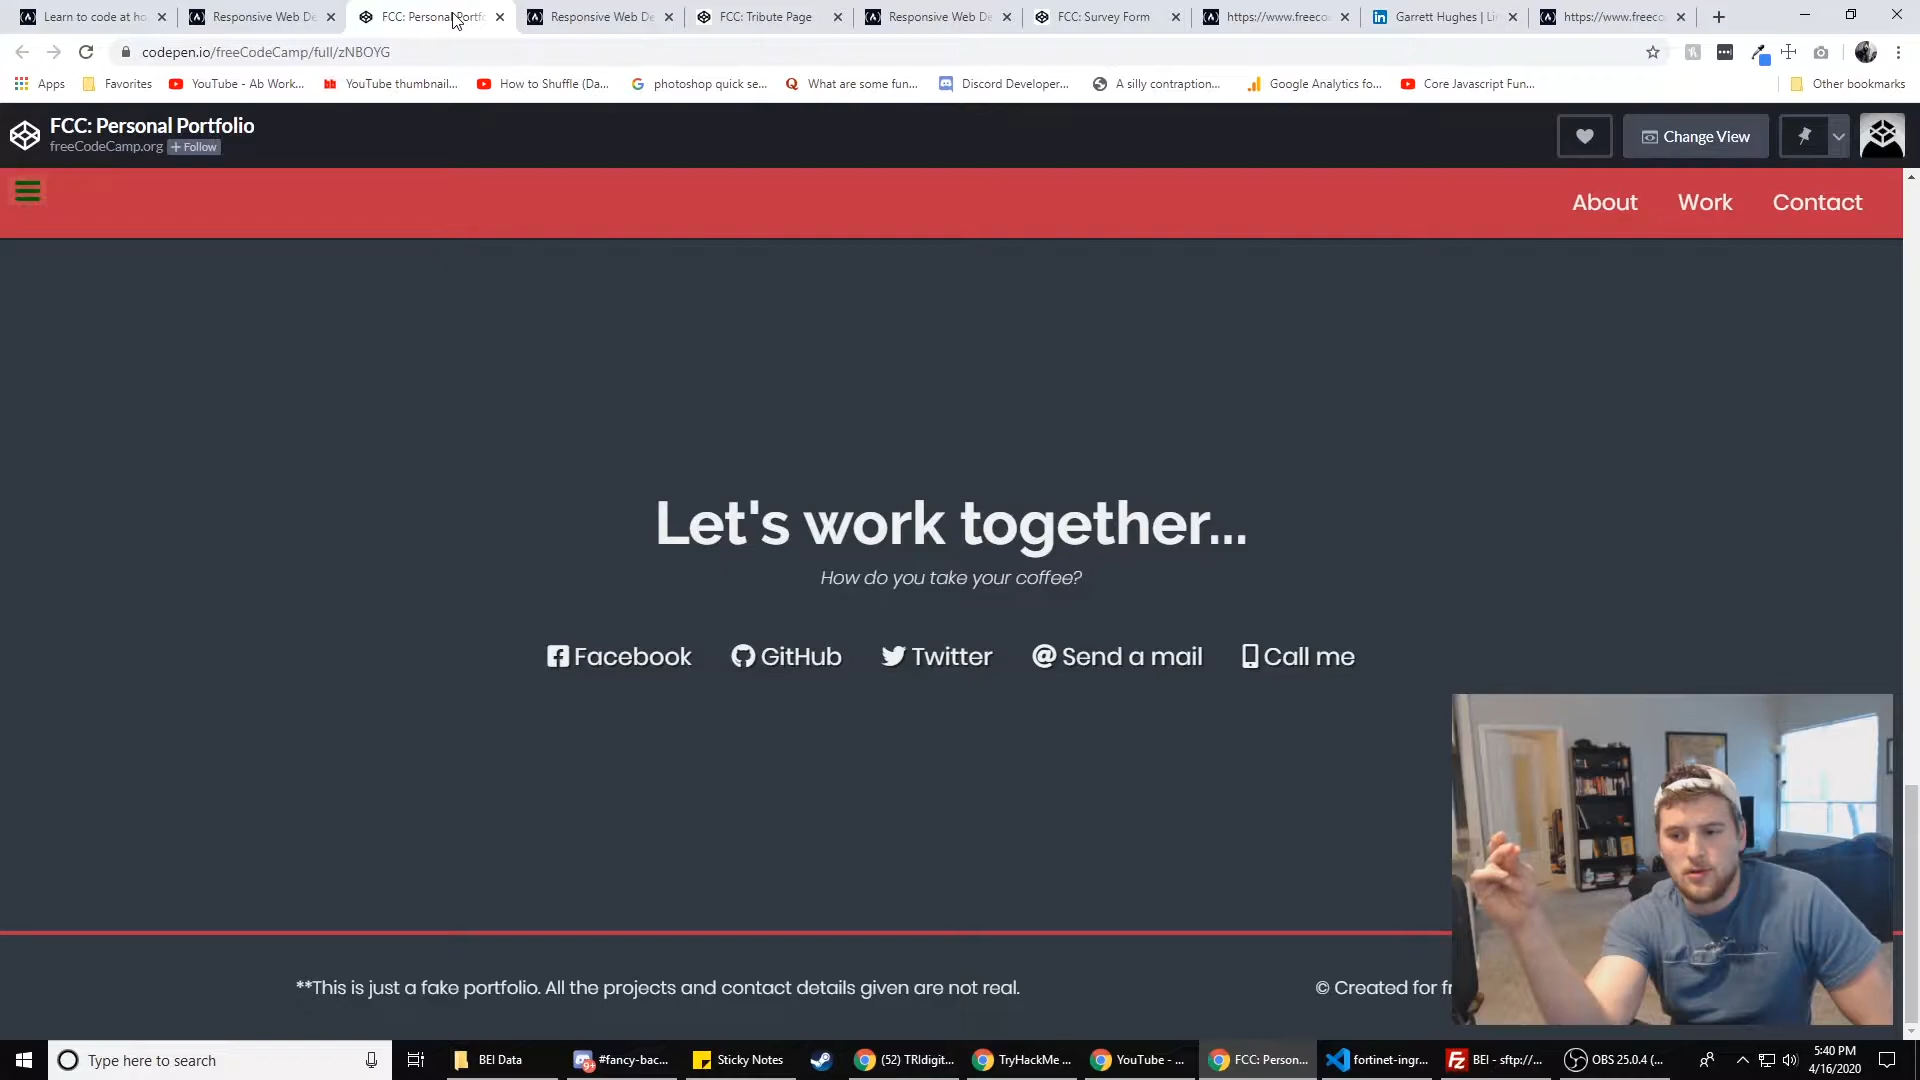 Learn to code at ho
Responsive Web De
FCC: Personal Portfo
Responsive Web De
FCC: Tribute Page
Responsive Web De
FCC: Survey Form
https://www.freeco
Garrett Hughes | Lin
https://www.freeco
codepen.io/freeCodeCamp/full/zNBOYG
Apps
Favorites
YouTube - Ab Work...
YouTube thumbnail...
How to Shuffle (Da...
photoshop quick se...
What are some fun...
Discord Developer...
A silly contraption...
Google Analytics fo...
Core Javascript Fun...
Other bookmarks
FCC: Personal Portfolio
freeCodeCamp.org + Follow
Change View
About
Work
Contact
Let's work together...
How do you take your coffee?
Facebook
GitHub
Twitter
Send a mail
Call me
**This is just a fake portfolio. All the projects and contact details given are not real.
© Created for fr
Type here to search
BEI Data
#fancy-bac...
Sticky Notes
(52) TRIdigit...
TryHackMe ...
YouTube - ...
FCC: Person...
fortinet-ingr...
BEI - sftp://...
OBS 25.0.4 (...
5:40 PM
4/16/2020